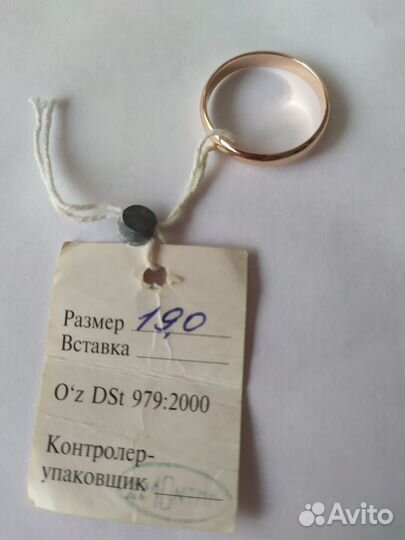 Размер 19,0
Вставка
O‘z DSt 979:2000
Контролер-
упаковщик
Avito